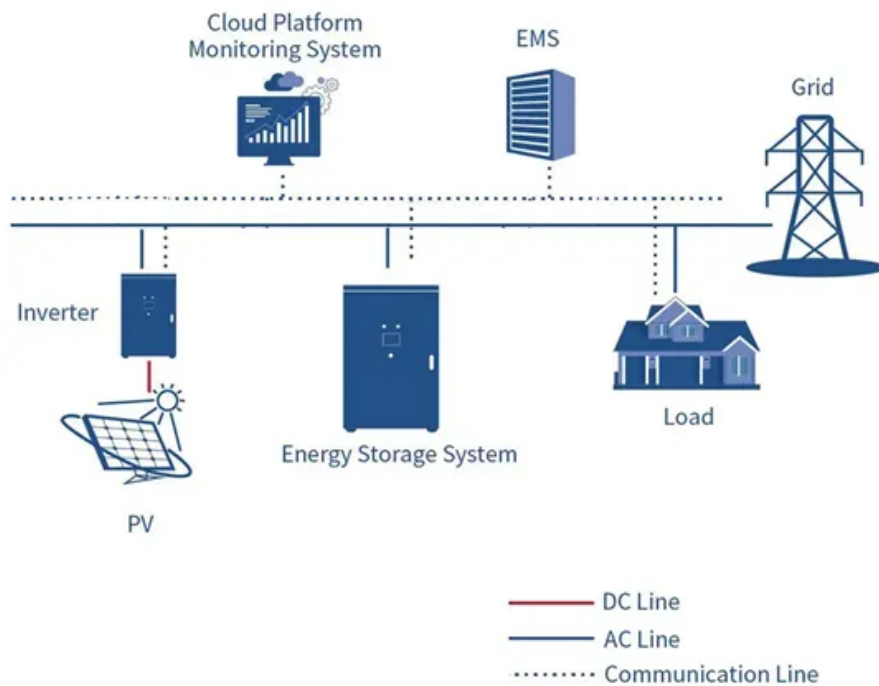 Cloud Platform
Monitoring System
EMS
Grid
Inverter
Energy Storage System
Load
PV
DC Line
AC Line
Communication Line